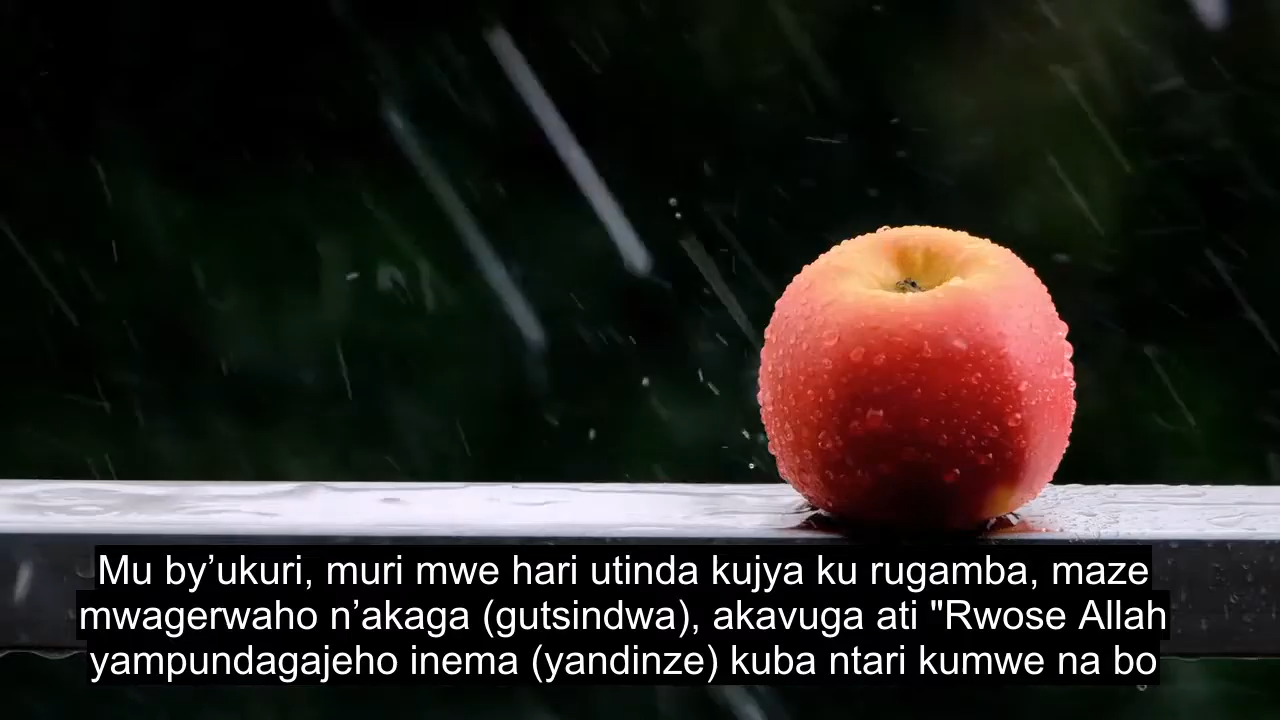 Mu by’ukuri, muri mwe hari utinda kujya ku rugamba, maze
mwagerwaho n’akaga (gutsindwa), akavuga ati "Rwose Allah
yampundagajeho inema (yandinze) kuba ntari kumwe na bo